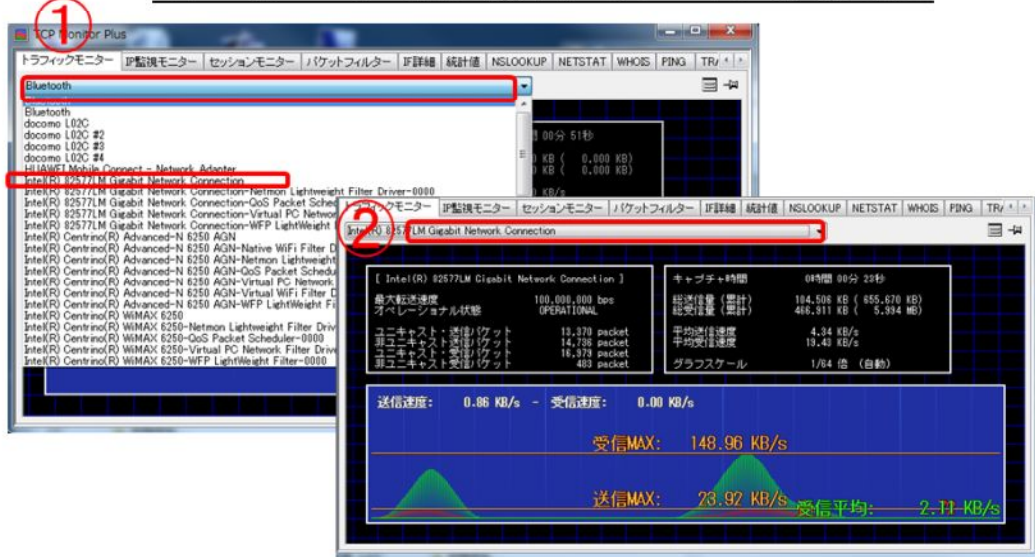 ①
TCP Monitor Plus
トラフィックモニター IP監視モニター セッションモニター パケットフィルター IF詳細 統計値 NSLOOKUP NETSTAT WHOIS PING TRA
Bluetooth
Bluetooth
docomo L02C
docomo L02C #2
docomo L02C #3
docomo L02C #4
HUAWEI Mobile Connect - Network Adapter
Intel(R) 82577LM Gigabit Network Connection
Intel(R) 82577LM Gigabit Network Connection-Netmon Lightweight Filter Driver-0000
Intel(R) 82577LM Gigabit Network Connection-QoS Packet Sched
Intel(R) 82577LM Gigabit Network Connection-Virtual PC Networ
Intel(R) 82577LM Gigabit Network Connection-WFP LightWeight
Intel(R) Centrino(R) Advanced-N 6250 AGN
Intel(R) Centrino(R) Advanced-N 6250 AGN-Native WiFi Filter D
Intel(R) Centrino(R) Advanced-N 6250 AGN-Netmon Lightweight
Intel(R) Centrino(R) Advanced-N 6250 AGN-QoS Packet Schedu
Intel(R) Centrino(R) Advanced-N 6250 AGN-Virtual PC Network
Intel(R) Centrino(R) Advanced-N 6250 AGN-Virtual WiFi Filter D
Intel(R) Centrino(R) Advanced-N 6250 AGN-WFP LightWeight Fi
Intel(R) Centrino(R) WiMAX 6250
Intel(R) Centrino(R) WiMAX 6250-Netmon Lightweight Filter Driv
Intel(R) Centrino(R) WiMAX 6250-QoS Packet Scheduler-0000
Intel(R) Centrino(R) WiMAX 6250-Virtual PC Network Filter Drive
Intel(R) Centrino(R) WiMAX 6250-WFP LightWeight Filter-0000
00分 51秒
KB ( 0.000 KB)
KB ( 0.000 KB)
KB/s
②
トラフィックモニター IP監視モニター セッションモニター パケットフィルター IF詳細 統計値 NSLOOKUP NETSTAT WHOIS PING TRA
Intel(R) 82577LM Gigabit Network Connection
[ Intel(R) 82577LM Gigabit Network Connection ]
最大転送速度 100,000,000 bps
オペレーショナル状態 OPERATIONAL
ユニキャスト・送信パケット 13,370 packet
非ユニキャスト・送信パケット 14,736 packet
ユニキャスト・受信パケット 16,979 packet
非ユニキャスト受信パケット 483 packet
キャプチャ時間 0時間 00分 23秒
総送信量 (累計) 104.506 KB ( 655.670 KB)
総受信量 (累計) 466.911 KB ( 5.994 MB)
平均送信速度 4.34 KB/s
平均受信速度 19.43 KB/s
グラフスケール 1/64 倍 (自動)
送信速度: 0.86 KB/s - 受信速度: 0.00 KB/s
受信MAX: 148.96 KB/s
送信MAX: 23.92 KB/s
受信平均: 2.11 KB/s